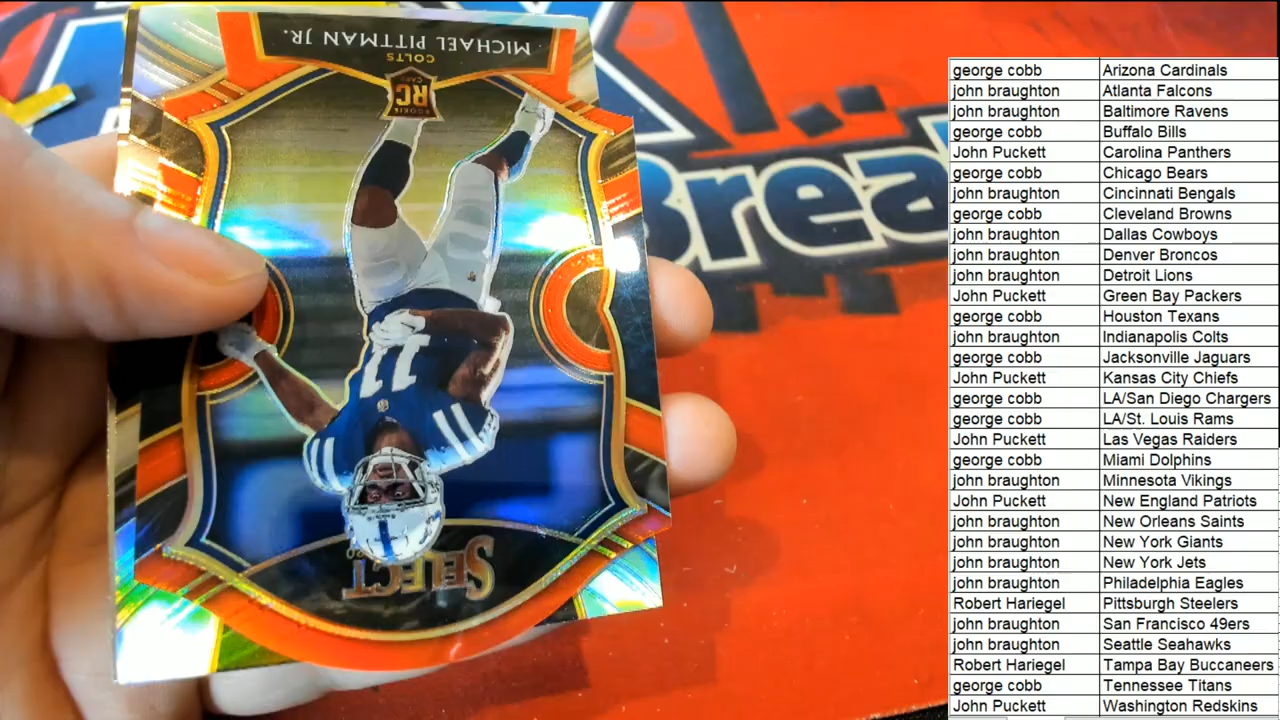 MICHAEL PITTMAN JR.
COLTS
RC
ROOKIE
CARD
11
SELECT
Brea
george cobb Arizona Cardinals
john braughton Atlanta Falcons
john braughton Baltimore Ravens
george cobb Buffalo Bills
John Puckett Carolina Panthers
george cobb Chicago Bears
john braughton Cincinnati Bengals
george cobb Cleveland Browns
john braughton Dallas Cowboys
john braughton Denver Broncos
john braughton Detroit Lions
John Puckett Green Bay Packers
george cobb Houston Texans
john braughton Indianapolis Colts
george cobb Jacksonville Jaguars
John Puckett Kansas City Chiefs
george cobb LA/San Diego Chargers
george cobb LA/St. Louis Rams
John Puckett Las Vegas Raiders
george cobb Miami Dolphins
john braughton Minnesota Vikings
John Puckett New England Patriots
john braughton New Orleans Saints
john braughton New York Giants
john braughton New York Jets
john braughton Philadelphia Eagles
Robert Hariegel Pittsburgh Steelers
john braughton San Francisco 49ers
john braughton Seattle Seahawks
Robert Hariegel Tampa Bay Buccaneers
george cobb Tennessee Titans
John Puckett Washington Redskins